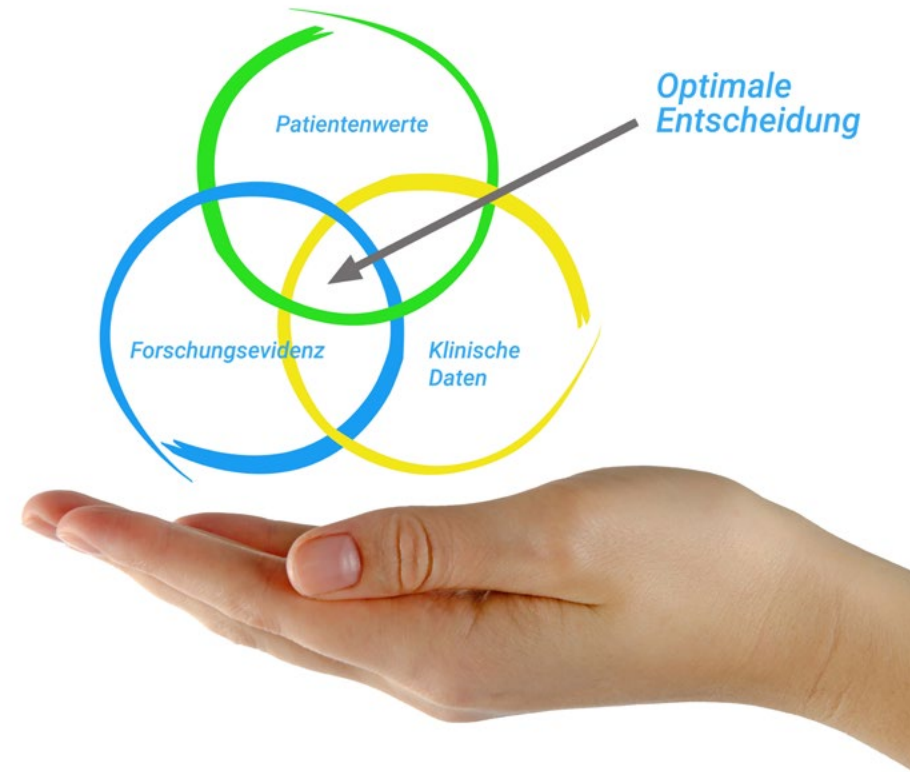 Patientenwerte
Optimale
Entscheidung
Forschungsevidenz
Klinische
Daten